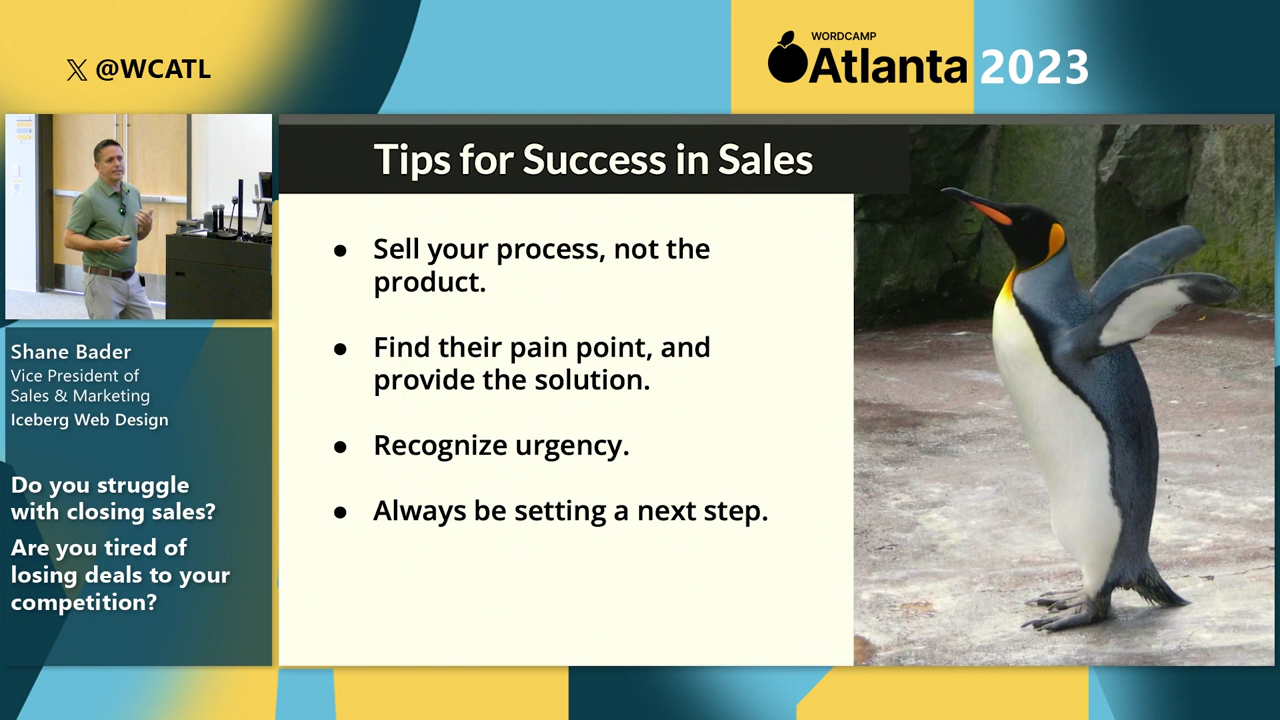 𝕏 @WCATL
WORDCAMP
Atlanta 2023
Tips for Success in Sales
● Sell your process, not the
product.
● Find their pain point, and
provide the solution.
● Recognize urgency.
● Always be setting a next step.
Shane Bader
Vice President of
Sales & Marketing
Iceberg Web Design
Do you struggle
with closing sales?
Are you tired of
losing deals to your
competition?